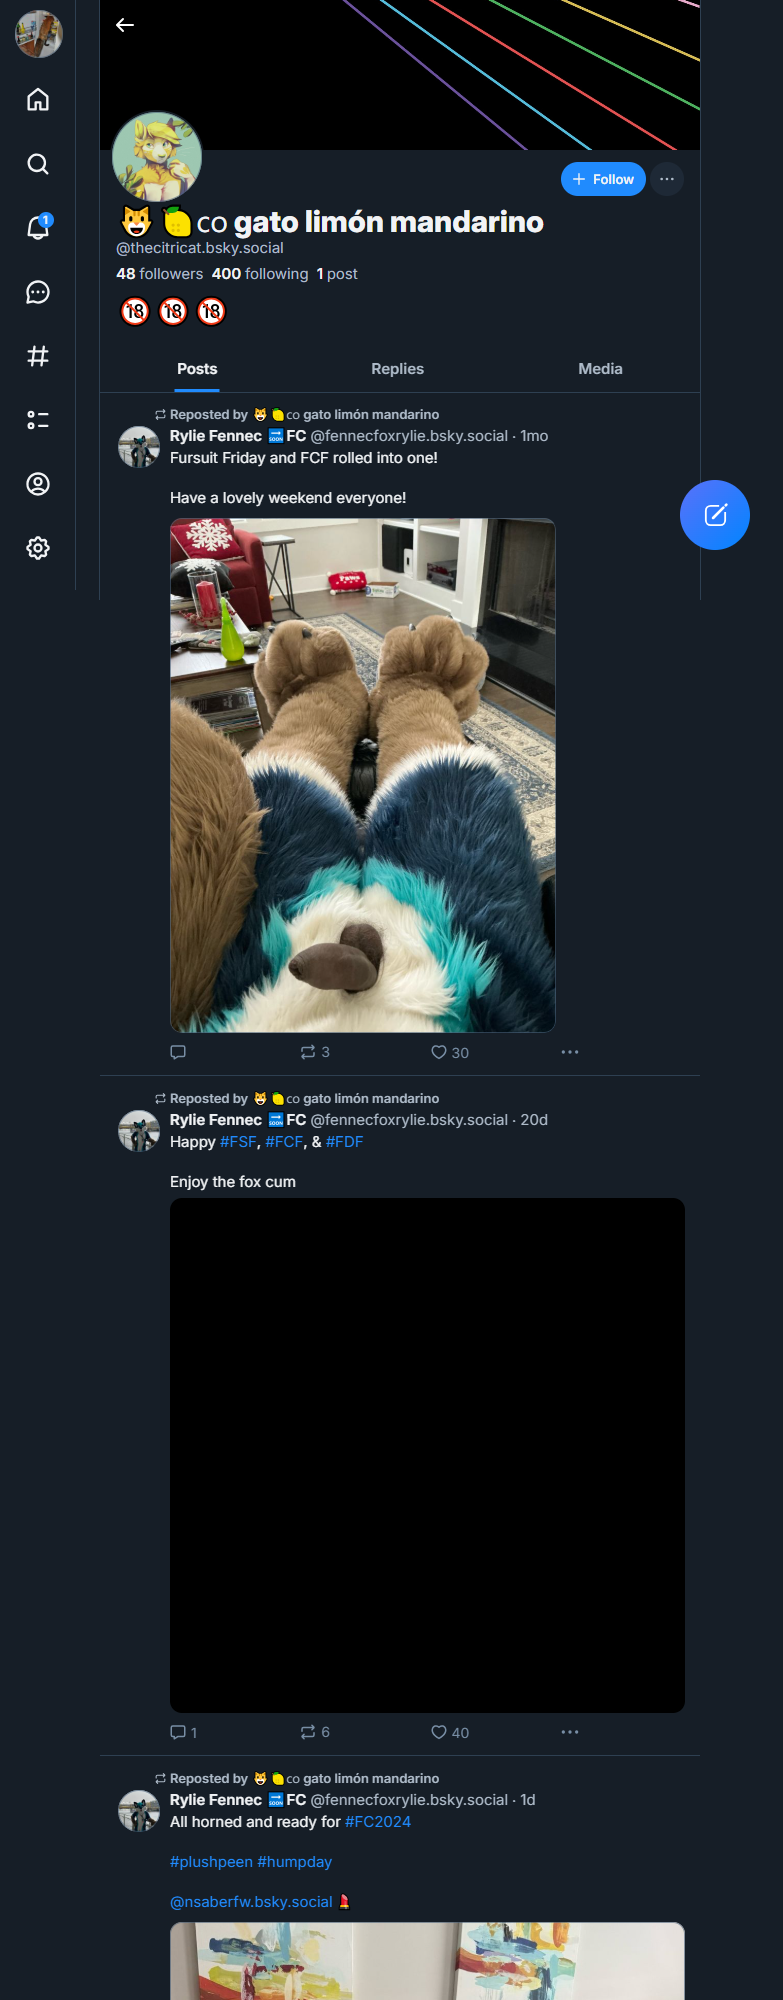 1
Follow
😺 🍋co gato limón mandarino
@thecitricat.bsky.social
48 followers 400 following 1 post
🔞 🔞 🔞
Posts Replies Media
Reposted by 😺 🍋co gato limón mandarino
Rylie Fennec 🔜FC @fennecfoxrylie.bsky.social · 1mo
Fursuit Friday and FCF rolled into one!
Have a lovely weekend everyone!
PAWS
3 30
Reposted by 😺 🍋co gato limón mandarino
Rylie Fennec 🔜FC @fennecfoxrylie.bsky.social · 20d
Happy #FSF, #FCF, & #FDF
Enjoy the fox cum
1 6 40
Reposted by 😺 🍋co gato limón mandarino
Rylie Fennec 🔜FC @fennecfoxrylie.bsky.social · 1d
All horned and ready for #FC2024
#plushpeen #humpday
@nsaberfw.bsky.social 💄